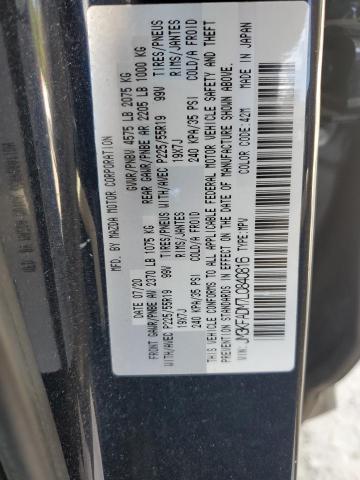 MFD. BY MAZDA MOTOR CORPORATION
DATE 07/20 GVWR/PNBV 4575 LB 2075 KG
FRONT GAWR/PNBE AV 2370 LB 1075 KG REAR GAWR/PNBE AR 2205 LB 1000 KG
WITH/AVEC P225/55R19 99V TIRES/PNEUS WITH/AVEC P225/55R19 99V TIRES/PNEUS
19X7J RIMS/JANTES 19X7J RIMS/JANTES
240 KPA/35 PSI COLD/A FROID 240 KPA/35 PSI COLD/A FROID
THIS VEHICLE CONFORMS TO ALL APPLICABLE FEDERAL MOTOR VEHICLE SAFETY AND THEFT
PREVENTION STANDARDS IN EFFECT ON THE DATE OF MANUFACTURE SHOWN ABOVE.
TYPE: MPV COLOR CODE: 42M MADE IN JAPAN